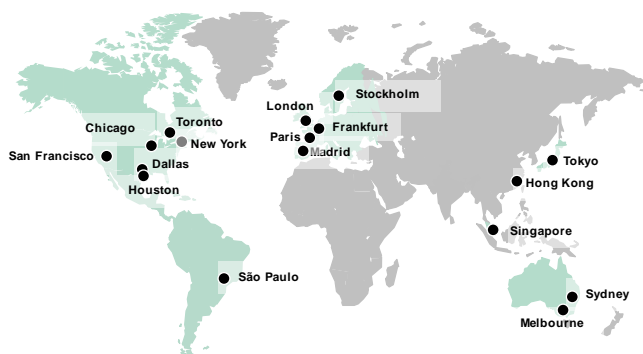 Stockholm
London
Toronto
Chicago
Frankfurt
Paris
New York
Madrid
San Francisco
Dallas
Tokyo
Houston
Hong Kong
Singapore
São Paulo
Sydney
Melbourne